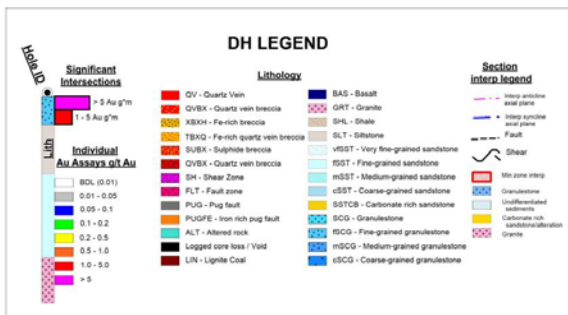 DH LEGEND
Hole ID
Significant
Intersections
> 5 Au g*m
1 - 5 Au g*m
Lith
Individual
Au Assays g/t Au
BDL (0.01)
0.01 - 0.05
0.05 - 0.1
0.1 - 0.2
0.2 - 0.5
0.5 - 1.0
1.0 - 5.0
> 5
Lithology
QV - Quartz Vein
QVBX - Quartz vein breccia
XBXH - Fe-rich breccia
TBXQ - Fe-rich quartz vein breccia
SUBX - Sulphide breccia
QVBX - Quartz vein breccia
SH - Shear Zone
FLT - Fault zone
PUG - Pug fault
PUGFE - Iron rich pug fault
ALT - Altered rock
Logged core loss / Void
LIN - Lignite Coal
BAS - Basalt
GRT - Granite
SHL - Shale
SLT - Siltstone
vfSST - Very fine-grained sandstone
fSST - Fine-grained sandstone
mSST - Medium-grained sandstone
cSST - Coarse-grained sandstone
SSTCB - Carbonate rich sandstone
SCG - Granulestone
fSCG - Fine-grained granulestone
mSCG - Medium-grained granulestone
cSCG - Coarse-grained granulestone
Section
interp legend
Interp anticline
axial plane
Interp syncline
axial plane
Fault
Shear
Min zone interp
Granulestone
Undifferentiated
sediments
Carbonate rich
sandstone/alteration
Granite